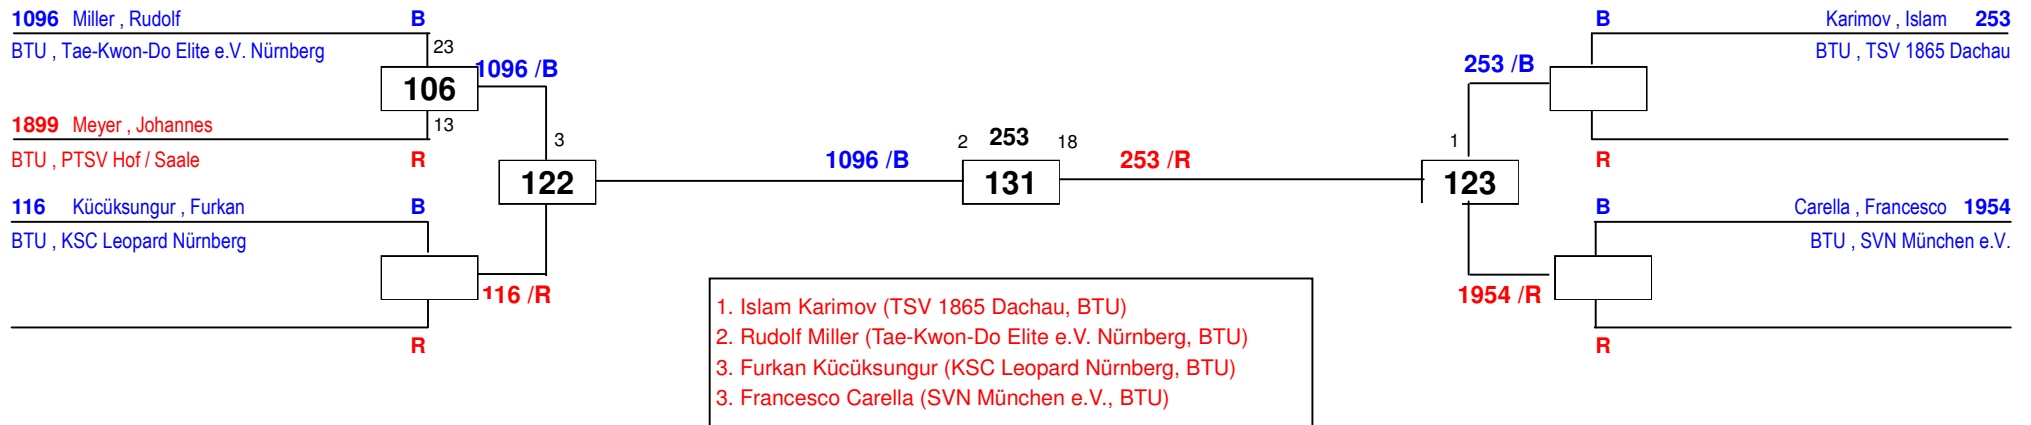 1096 Miller , Rudolf B
BTU , Tae-Kwon-Do Elite e.V. Nürnberg
23
1096 /B
106
1899 Meyer , Johannes
13
BTU , PTSV Hof / Saale R
3
122
116 Kücüksungur , Furkan B
BTU , KSC Leopard Nürnberg
116 /R
R
1096 /B
2 253 18
131
253 /R
B Karimov , Islam 253
BTU , TSV 1865 Dachau
253 /B
1
123
R
B Carella , Francesco 1954
BTU , SVN München e.V.
1954 /R
R
1. Islam Karimov (TSV 1865 Dachau, BTU)
2. Rudolf Miller (Tae-Kwon-Do Elite e.V. Nürnberg, BTU)
3. Furkan Kücüksungur (KSC Leopard Nürnberg, BTU)
3. Francesco Carella (SVN München e.V., BTU)